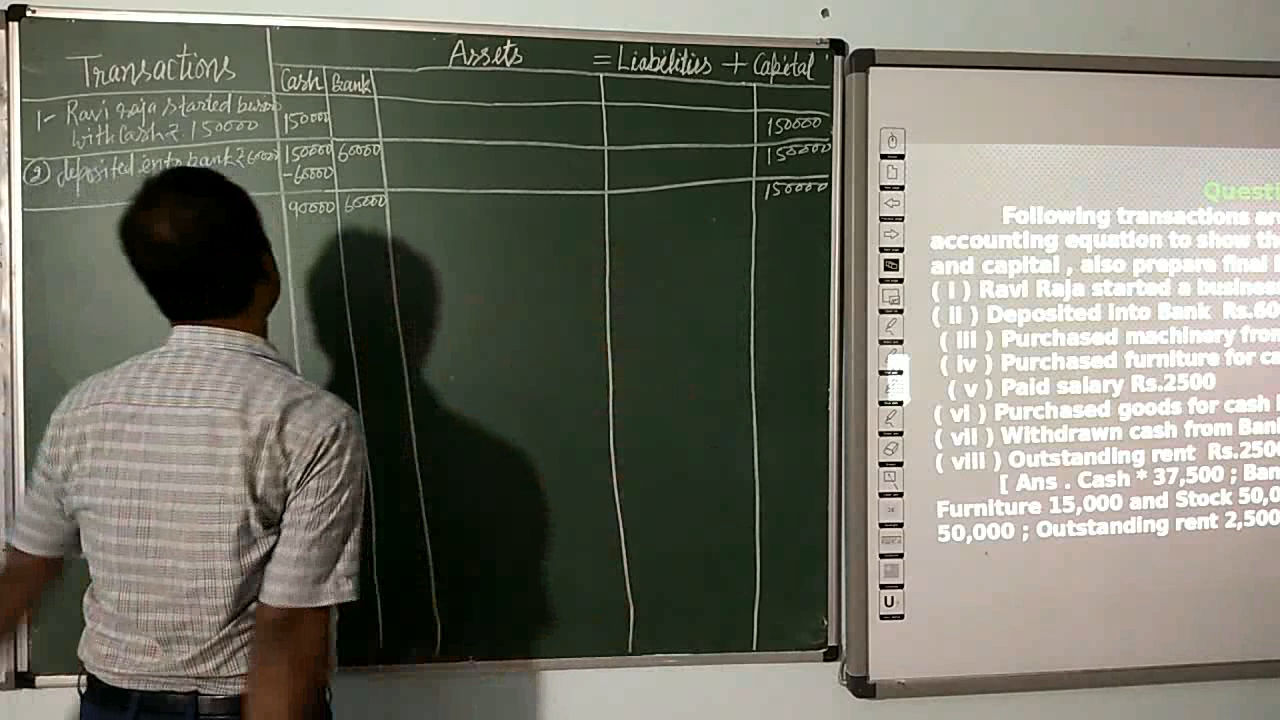 Transactions
Assets = Liabilities + Capital
Cash Bank
1- Ravi raja started
with cash ₹ 150000
150000
150000
(2) deposited into bank ₹ 60000
150000 60000
150000
-60000
90000 60000
150000
Questi
Following transactions ar
accounting equation to show th
and capital , also prepare final
( I ) Ravi Raja started a business
( ii ) Deposited into Bank Rs.60
( iii ) Purchased machinery from
( iv ) Purchased furniture for ca
( v ) Paid salary Rs.2500
( vi ) Purchased goods for cash
( vii ) Withdrawn cash from Ban
( viii ) Outstanding rent Rs.250
[ Ans . Cash * 37,500 ; Ban
Furniture 15,000 and Stock 50,0
50,000 ; Outstanding rent 2,500